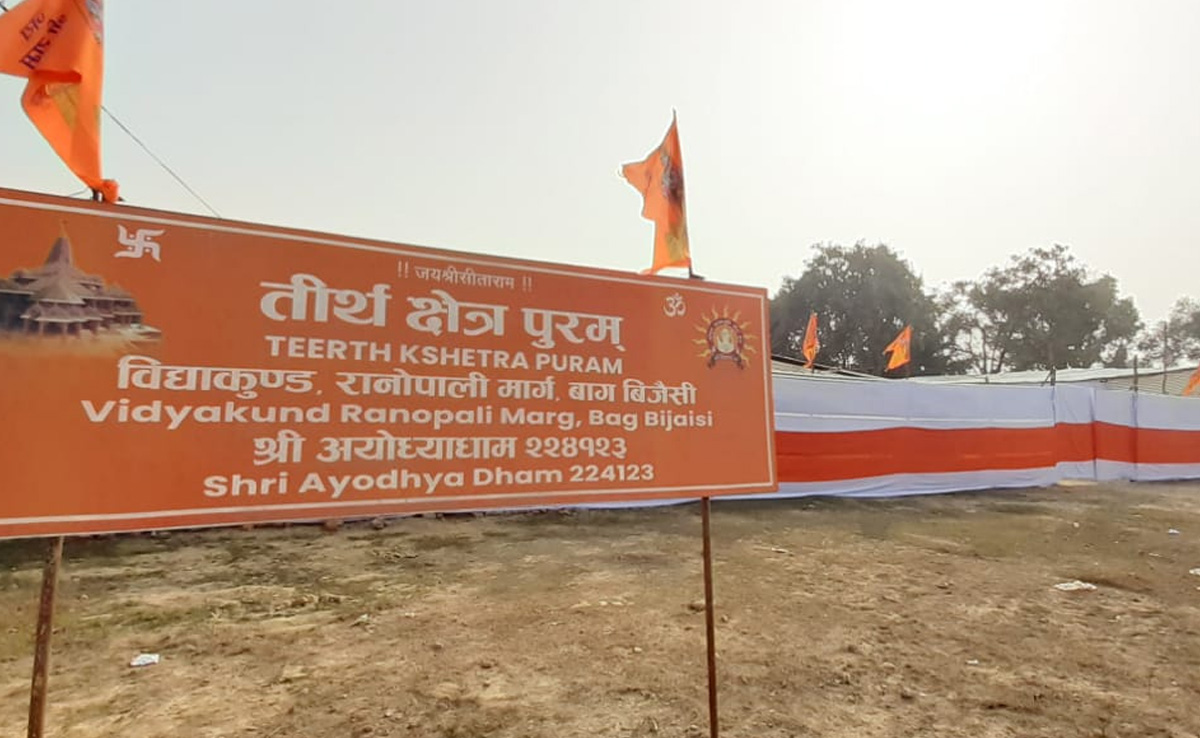 !! जयश्रीसीताराम !!
तीर्थ क्षेत्र पुरम्
TEERTH KSHETRA PURAM
विद्याकुण्ड, रानोपाली मार्ग, बाग बिजैसी
Vidyakund Ranopali Marg, Bag Bijaisi
श्री अयोध्याधाम २२४१२३
Shri Ayodhya Dham 224123
ॐ